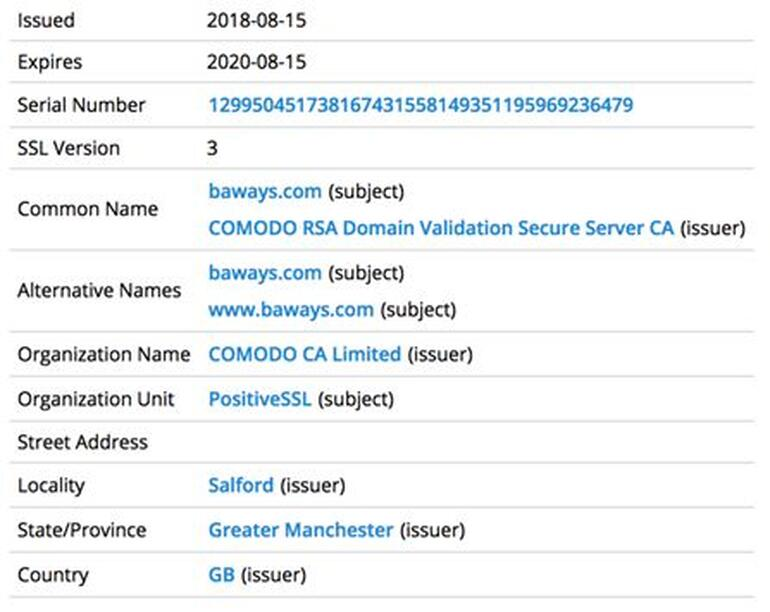 Issued 2018-08-15
Expires 2020-08-15
Serial Number 129950451738167431558149351195969236479
SSL Version 3
Common Name baways.com (subject)
COMODO RSA Domain Validation Secure Server CA (issuer)
Alternative Names baways.com (subject)
www.baways.com (subject)
Organization Name COMODO CA Limited (issuer)
Organization Unit PositiveSSL (subject)
Street Address
Locality Salford (issuer)
State/Province Greater Manchester (issuer)
Country GB (issuer)